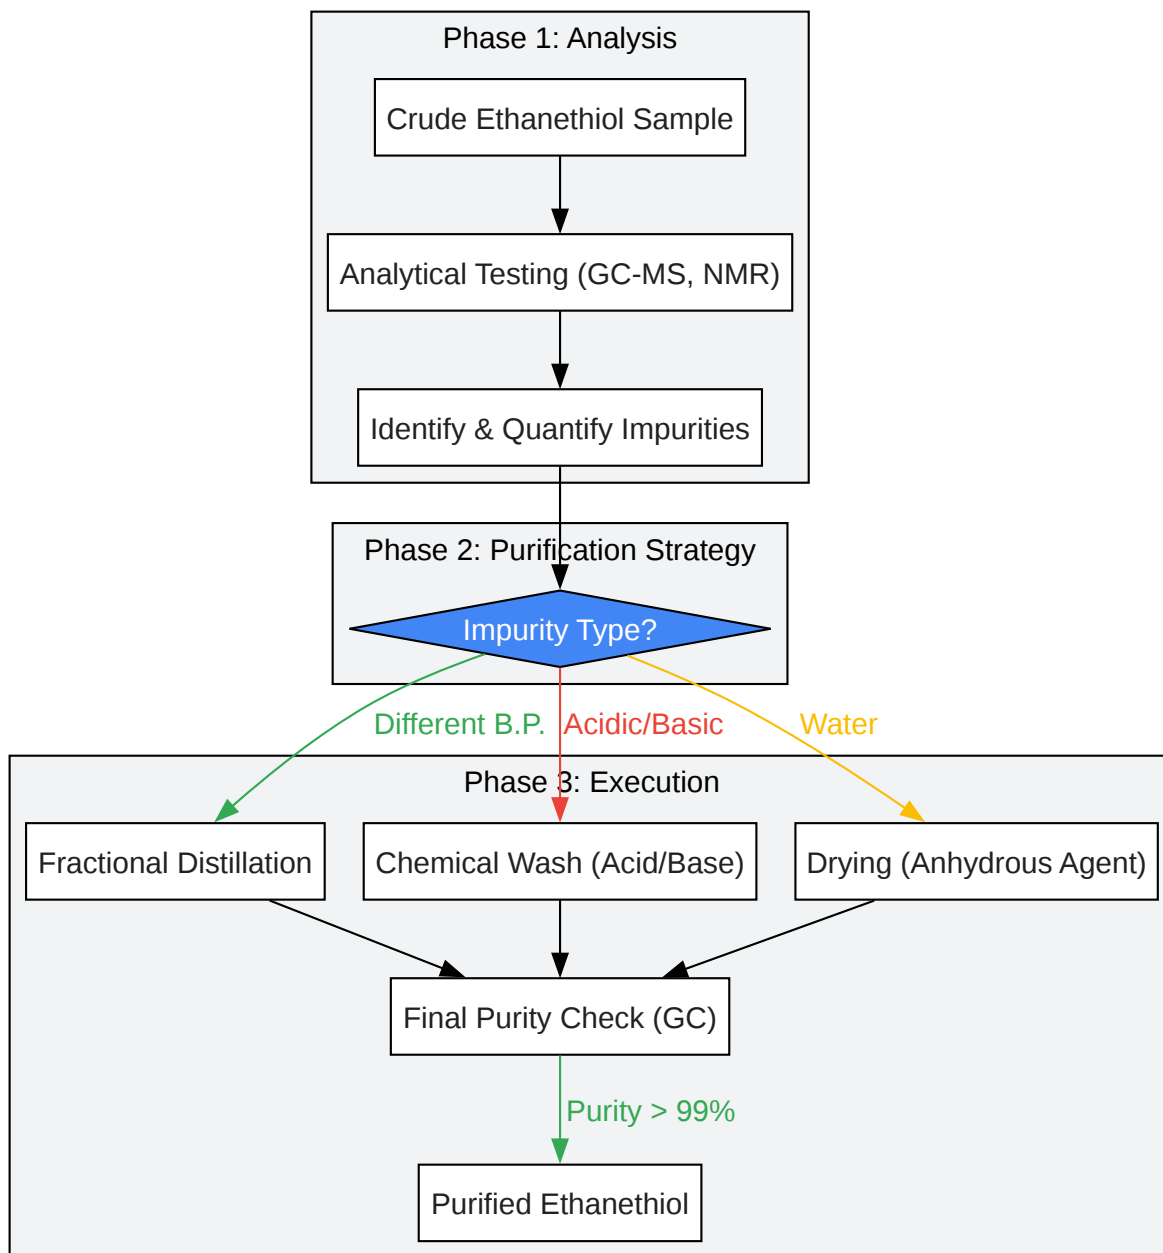 Phase 1: Analysis
Crude Ethanethiol Sample
Analytical Testing (GC-MS, NMR)
Identify & Quantify Impurities
Phase 2: Purification Strategy
Impurity Type?
Different B.P.
Acidic/Basic
Water
Phase 3: Execution
Fractional Distillation
Chemical Wash (Acid/Base)
Drying (Anhydrous Agent)
Final Purity Check (GC)
Purity > 99%
Purified Ethanethiol